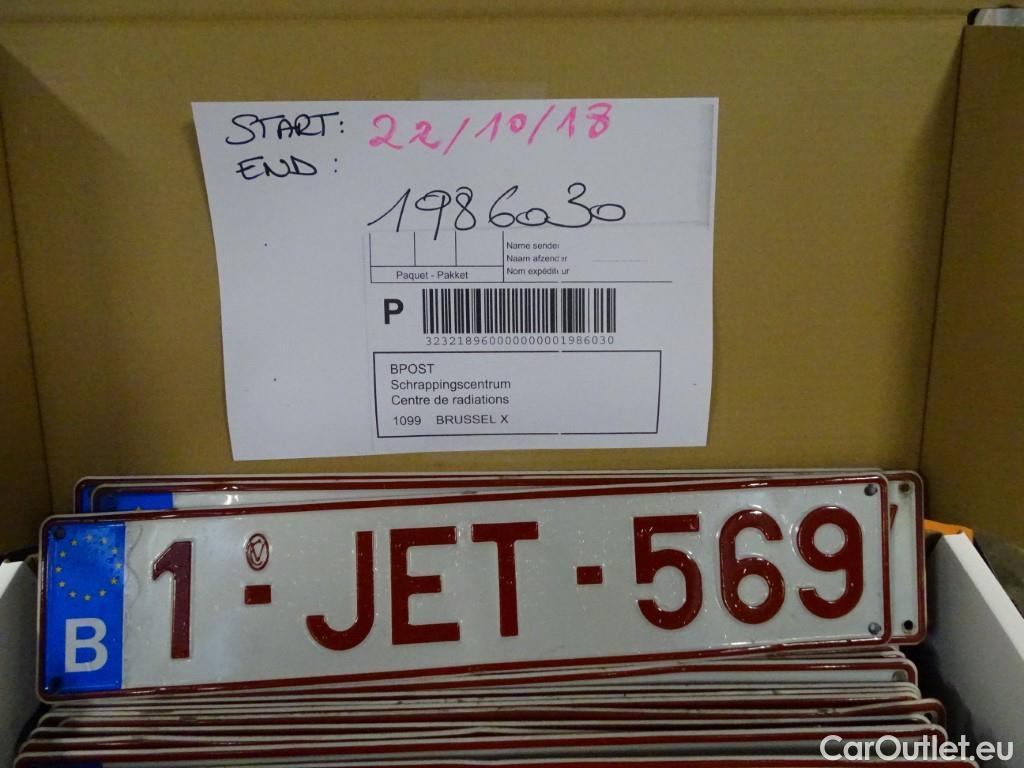 START: 22/10/18
END :
1986030
Name sender
Naam afzender
Nom expéditeur
Paquet - Pakket
P
323218960000000001986030
BPOST
Schrappingscentrum
Centre de radiations
1099 BRUSSEL X
B 1-JET-569
CarOutlet.eu